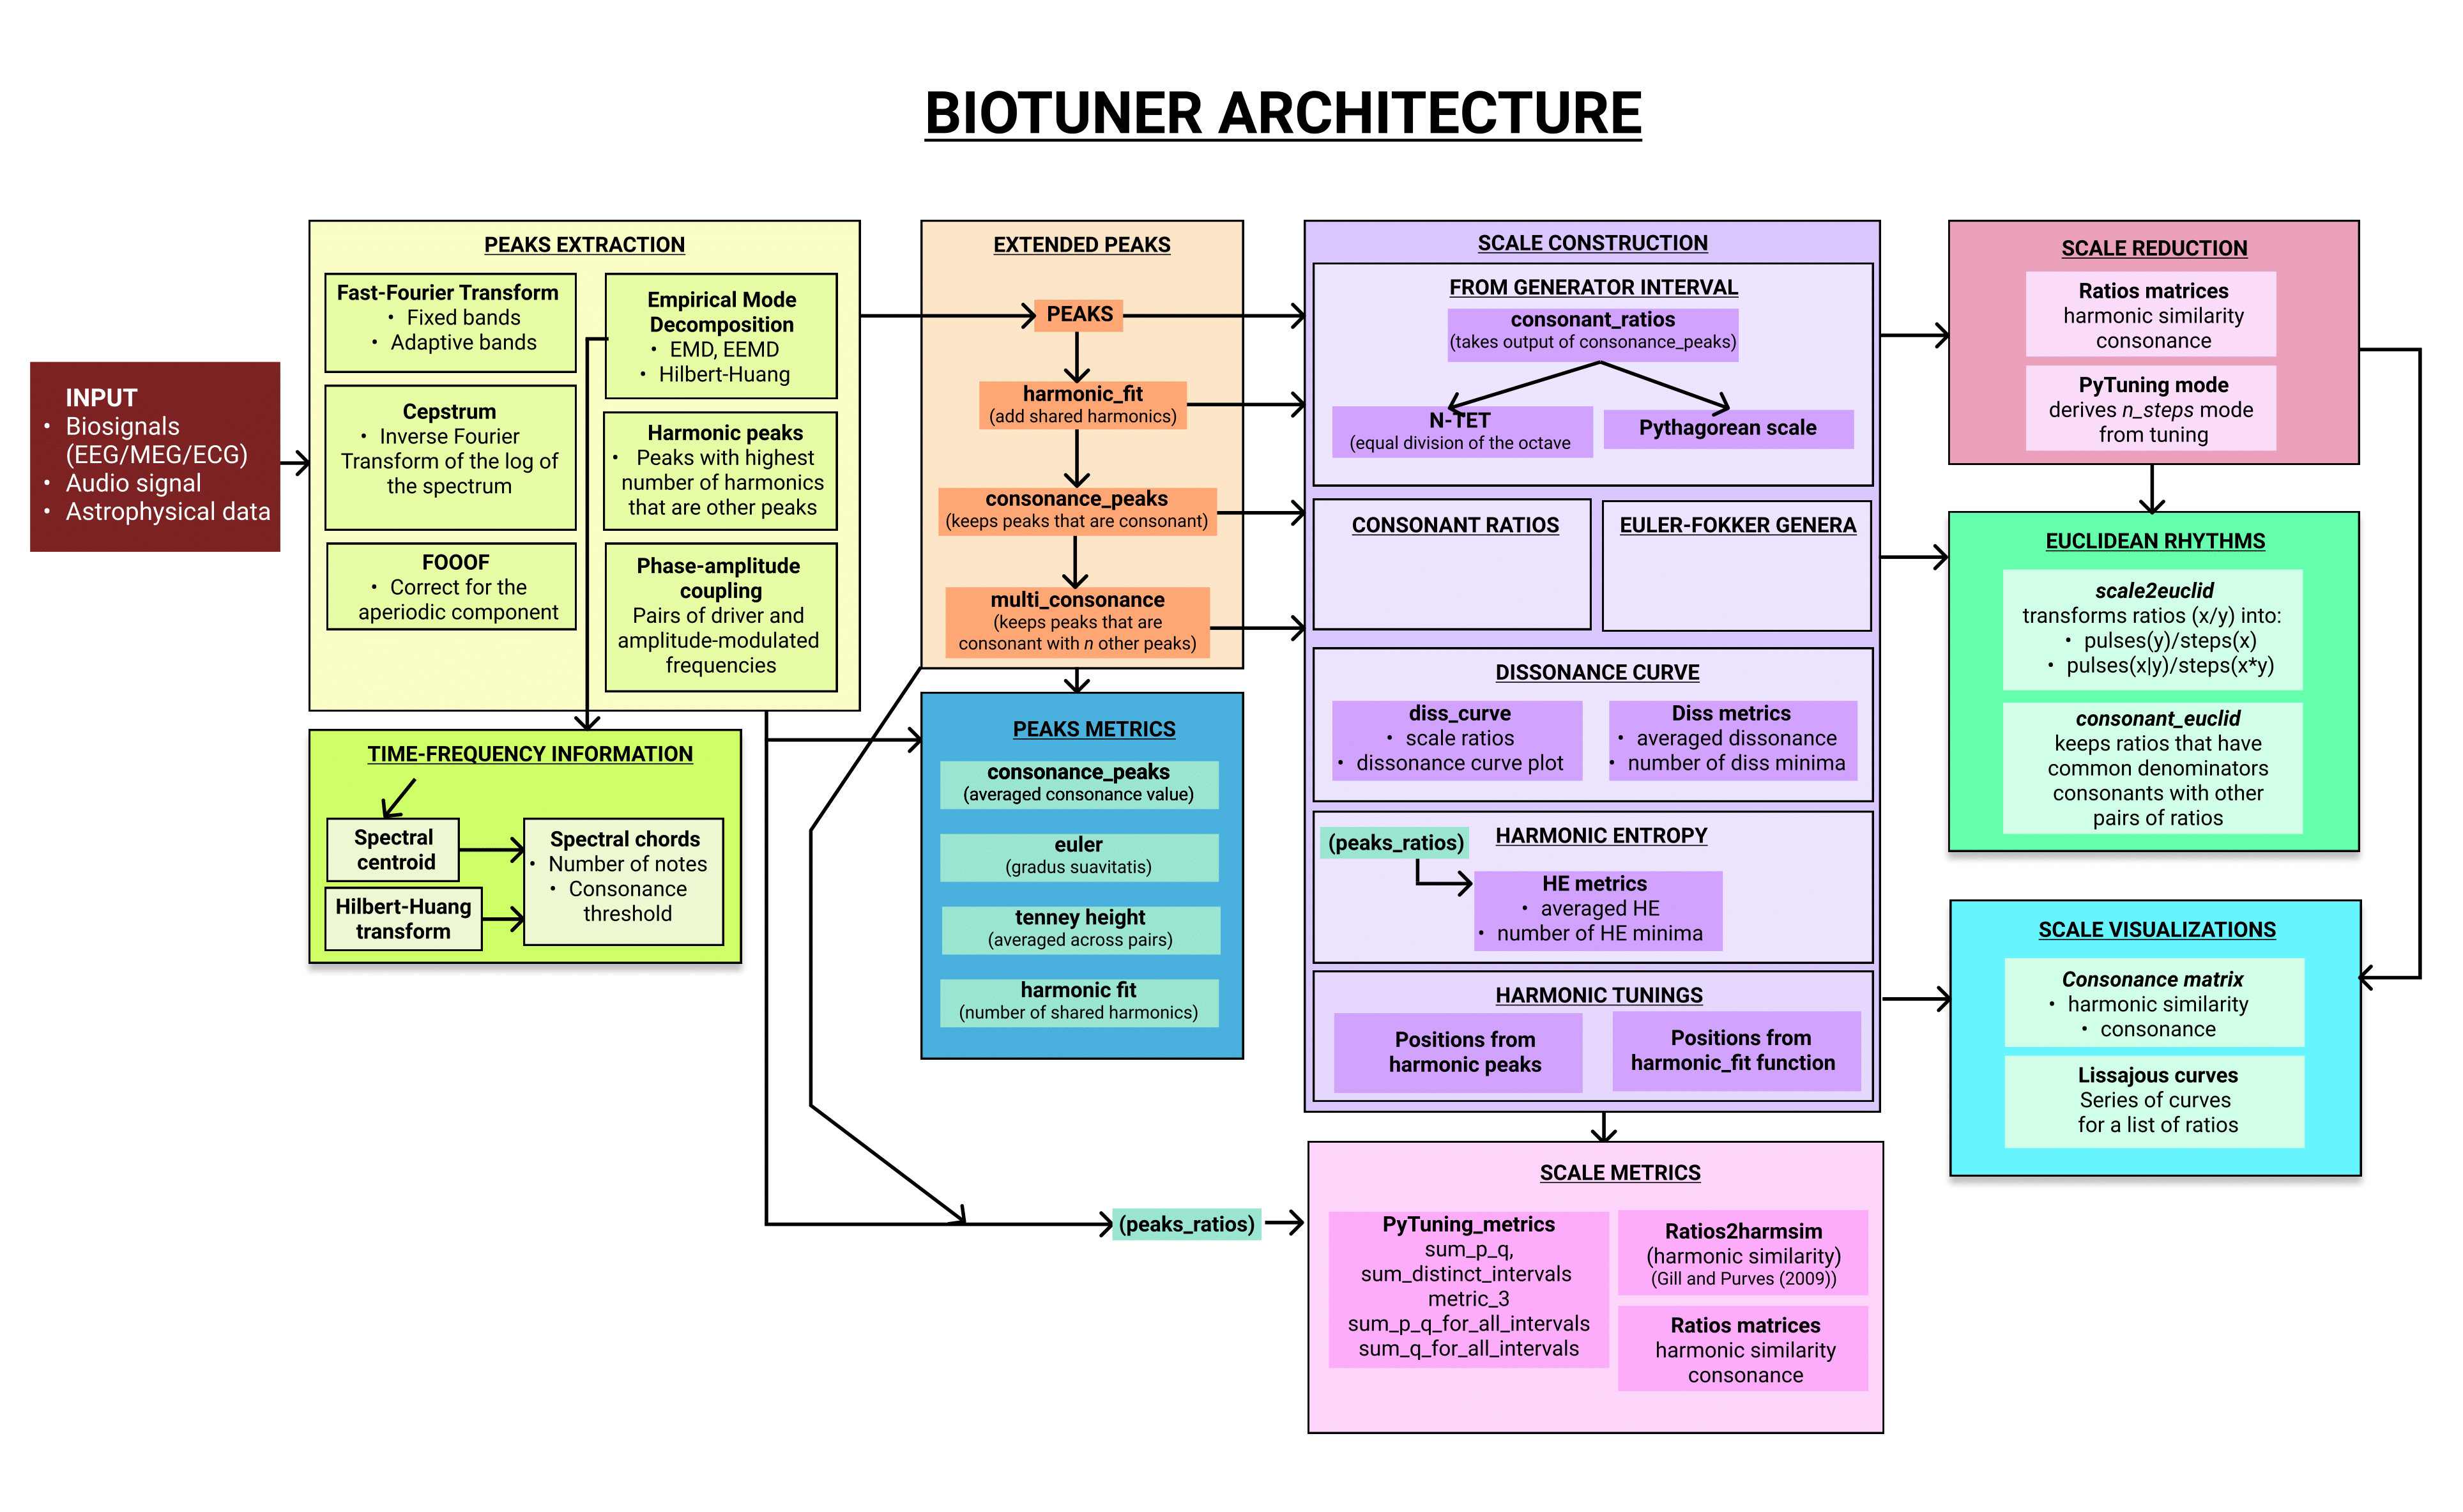 BIOTUNER ARCHITECTURE
INPUT
• Biosignals
(EEG/MEG/ECG)
• Audio signal
• Astrophysical data
PEAKS EXTRACTION
Fast-Fourier Transform
• Fixed bands
• Adaptive bands
Cepstrum
• Inverse Fourier
Transform of the log of
the spectrum
FOOOF
• Correct for the
aperiodic component
Empirical Mode
Decomposition
• EMD, EEMD
• Hilbert-Huang
Harmonic peaks
• Peaks with highest
number of harmonics
that are other peaks
Phase-amplitude
coupling
Pairs of driver and
amplitude-modulated
frequencies
TIME-FREQUENCY INFORMATION
Spectral
centroid
Hilbert-Huang
transform
Spectral chords
• Number of notes
• Consonance
threshold
EXTENDED PEAKS
PEAKS
harmonic_fit
(add shared harmonics)
consonance_peaks
(keeps peaks that are consonant)
multi_consonance
(keeps peaks that are
consonant with n other peaks)
PEAKS METRICS
consonance_peaks
(averaged consonance value)
euler
(gradus suavitatis)
tenney height
(averaged across pairs)
harmonic fit
(number of shared harmonics)
(peaks_ratios)
SCALE CONSTRUCTION
FROM GENERATOR INTERVAL
consonant_ratios
(takes output of consonance_peaks)
N-TET
(equal division of the octave
Pythagorean scale
CONSONANT RATIOS
EULER-FOKKER GENERA
DISSONANCE CURVE
diss_curve
• scale ratios
• dissonance curve plot
Diss metrics
• averaged dissonance
• number of diss minima
(peaks_ratios)
HARMONIC ENTROPY
HE metrics
• averaged HE
• number of HE minima
HARMONIC TUNINGS
Positions from
harmonic peaks
Positions from
harmonic_fit function
SCALE METRICS
PyTuning_metrics
sum_p_q,
sum_distinct_intervals
metric_3
sum_p_q_for_all_intervals
sum_q_for_all_intervals
Ratios2harmsim
(harmonic similarity)
(Gill and Purves (2009))
Ratios matrices
harmonic similarity
consonance
SCALE REDUCTION
Ratios matrices
harmonic similarity
consonance
PyTuning mode
derives n_steps mode
from tuning
EUCLIDEAN RHYTHMS
scale2euclid
transforms ratios (x/y) into:
• pulses(y)/steps(x)
• pulses(x|y)/steps(x*y)
consonant_euclid
keeps ratios that have
common denominators
consonants with other
pairs of ratios
SCALE VISUALIZATIONS
Consonance matrix
• harmonic similarity
• consonance
Lissajous curves
Series of curves
for a list of ratios